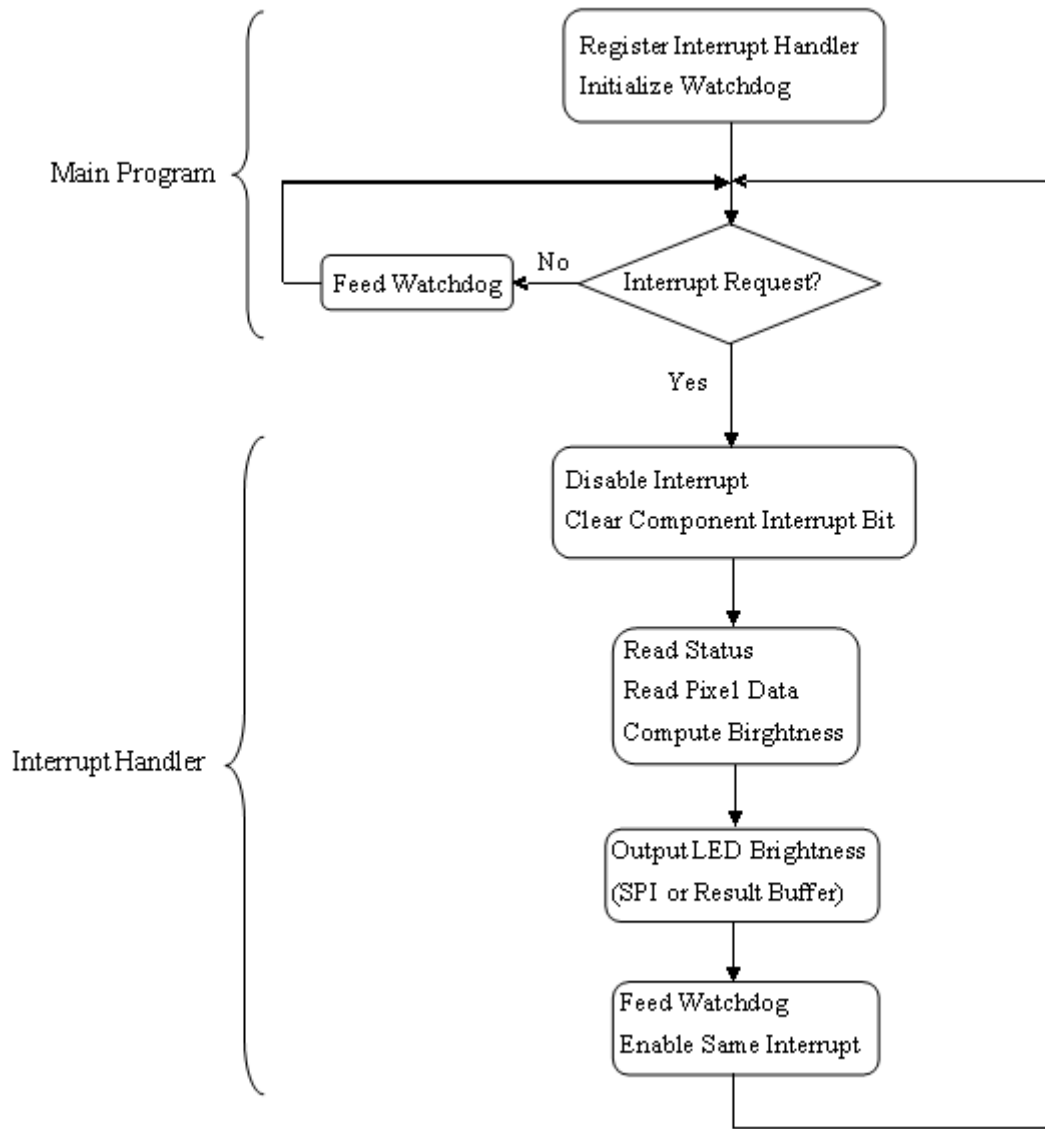 Register Interrupt Handler
Initialize Watchdog
Main Program
No
Feed Watchdog
Interrupt Request?
Yes
Disable Interrupt
Clear Component Interrupt Bit
Read Status
Read Pixel Data
Compute Birghtness
Interrupt Handler
Output LED Brightness
(SPI or Result Buffer)
Feed Watchdog
Enable Same Interrupt